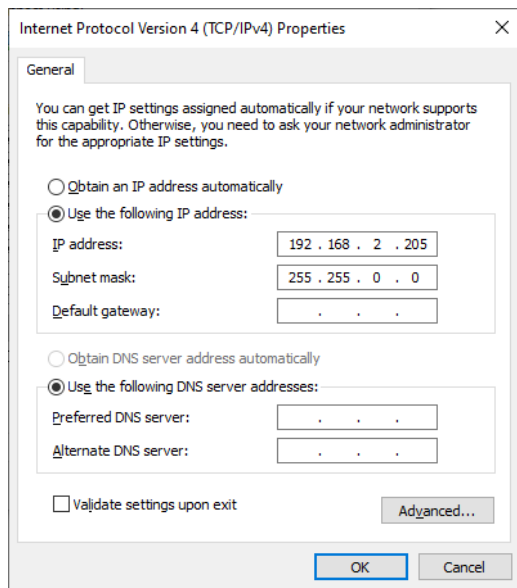 Internet Protocol Version 4 (TCP/IPv4) Properties
General
You can get IP settings assigned automatically if your network supports
this capability. Otherwise, you need to ask your network administrator
for the appropriate IP settings.
Obtain an IP address automatically
Use the following IP address:
IP address: 192 . 168 . 2 . 205
Subnet mask: 255 . 255 . 0 . 0
Default gateway: . . .
Obtain DNS server address automatically
Use the following DNS server addresses:
Preferred DNS server: . . .
Alternate DNS server: . . .
Validate settings upon exit
Advanced...
OK Cancel